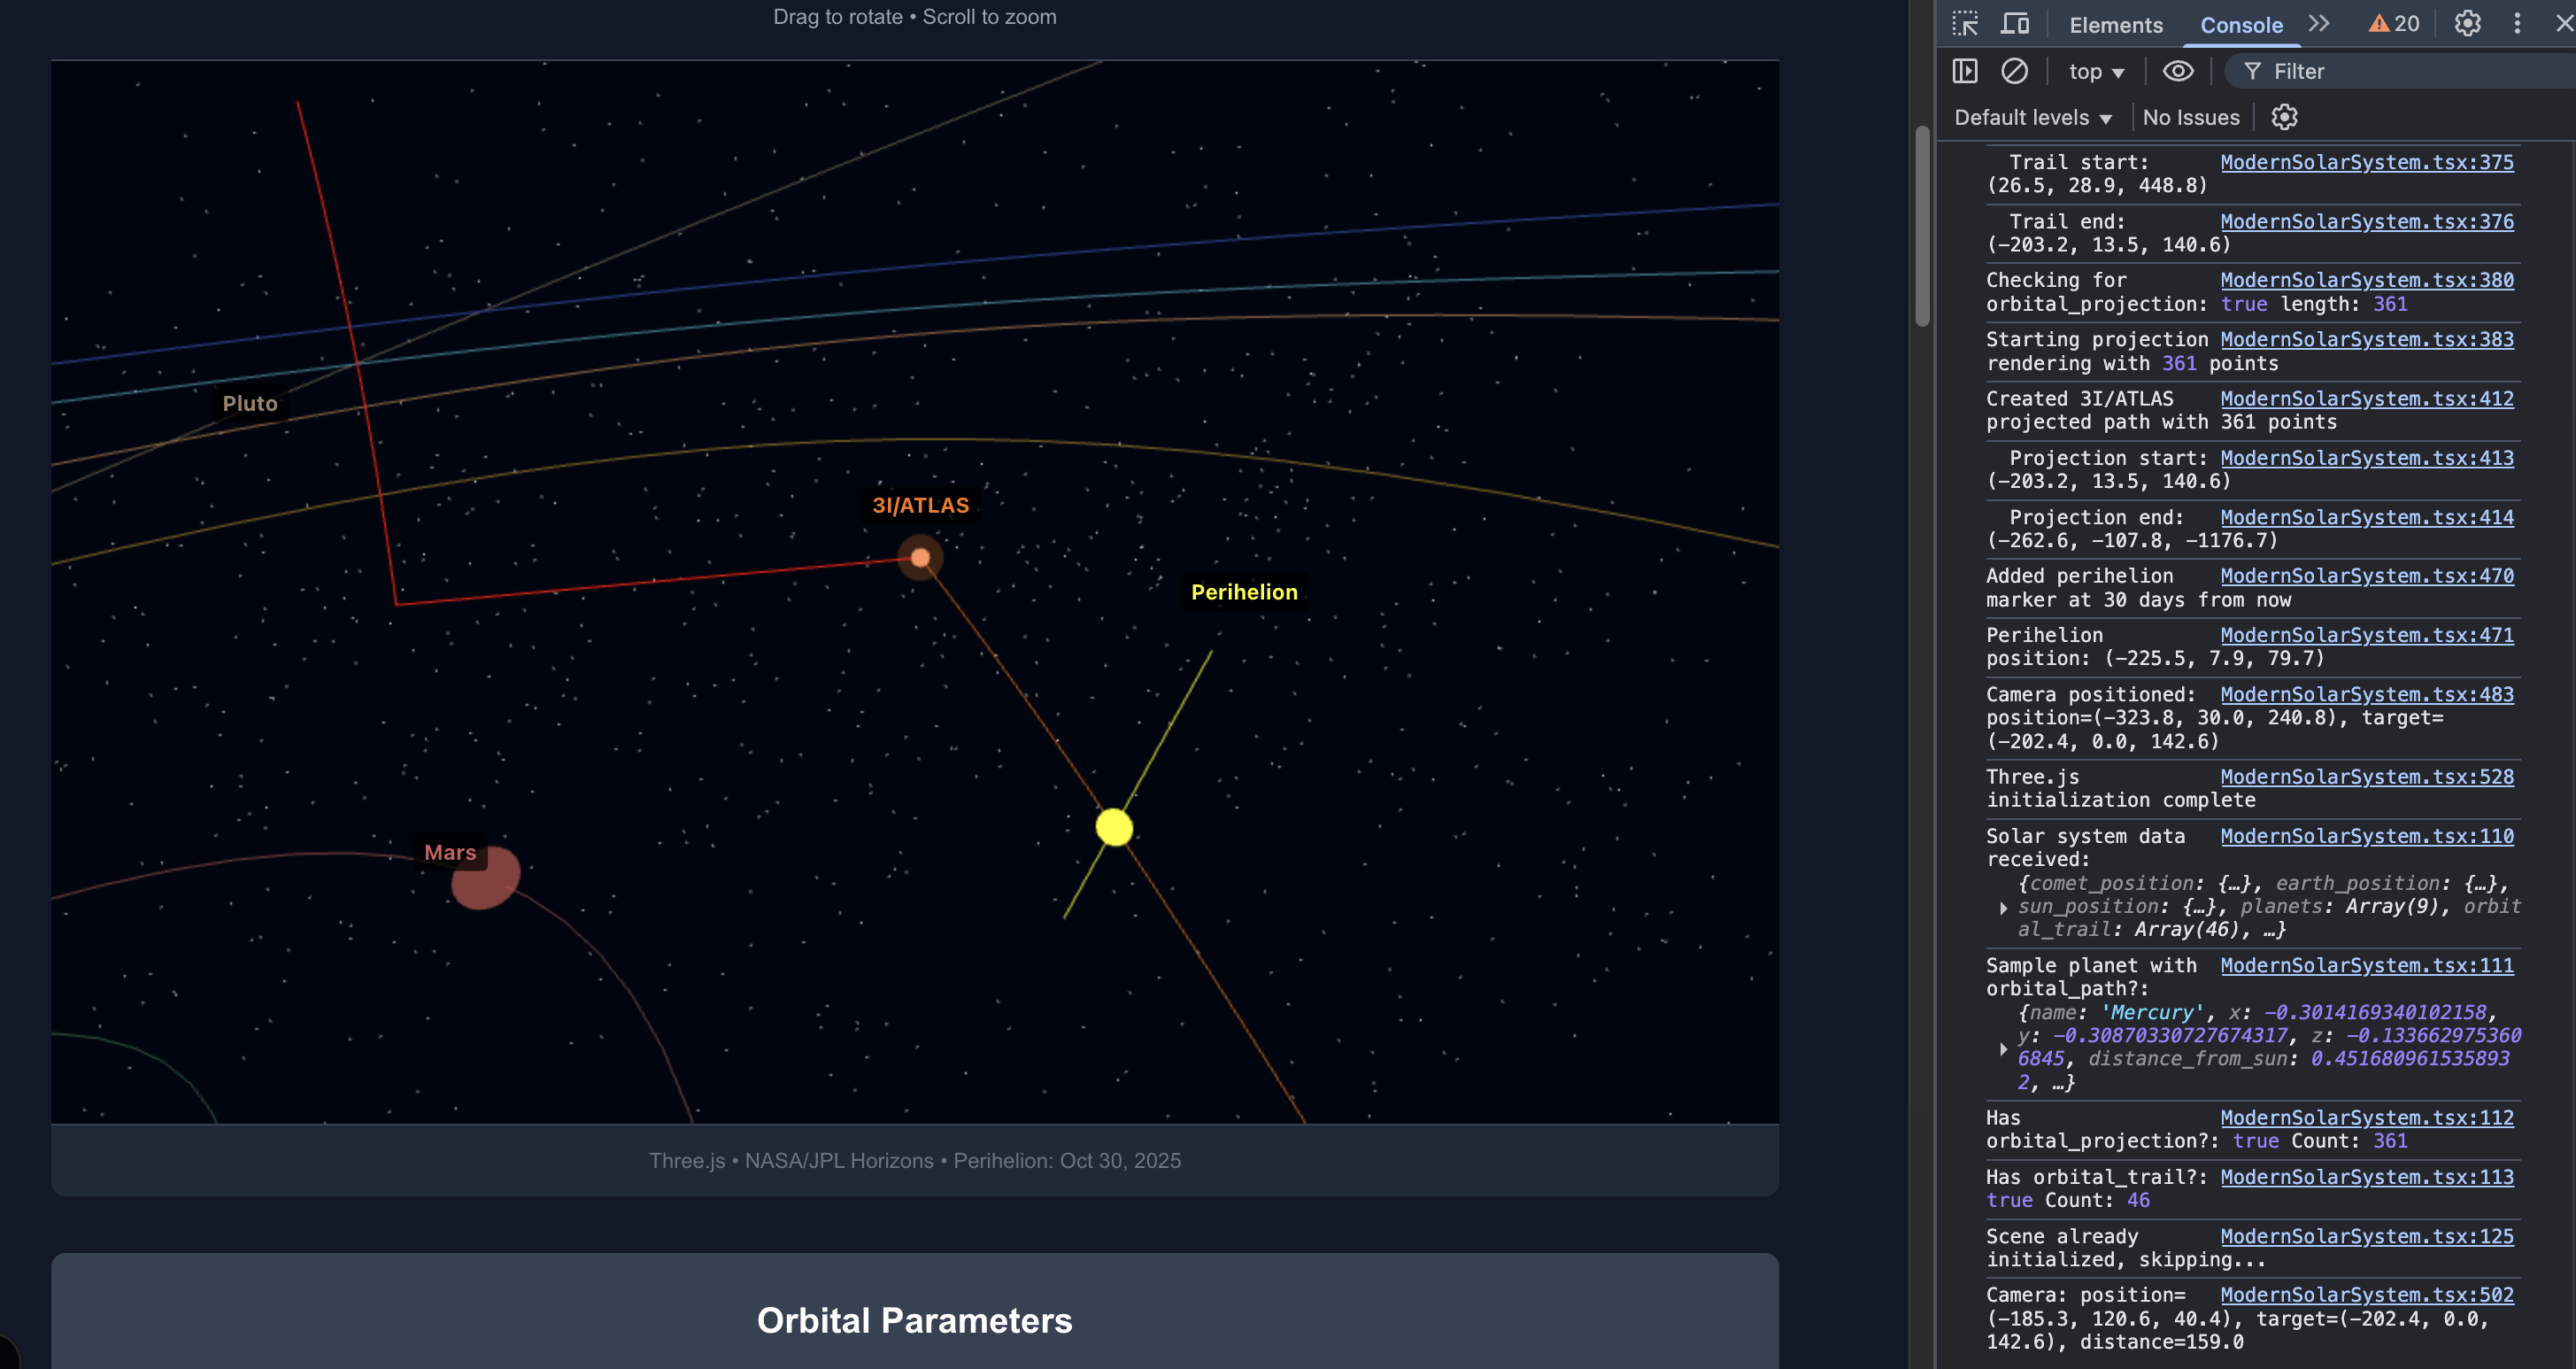 Drag to rotate • Scroll to zoom
Pluto
3I/ATLAS
Perihelion
Mars
Three.js • NASA/JPL Horizons • Perihelion: Oct 30, 2025
Orbital Parameters
Elements
Console
20
top
Filter
Default levels
No Issues
Trail start: ModernSolarSystem.tsx:375
(26.5, 28.9, 448.8)
Trail end: ModernSolarSystem.tsx:376
(-203.2, 13.5, 140.6)
Checking for ModernSolarSystem.tsx:380
orbital_projection: true length: 361
Starting projection ModernSolarSystem.tsx:383
rendering with 361 points
Created 3I/ATLAS ModernSolarSystem.tsx:412
projected path with 361 points
Projection start: ModernSolarSystem.tsx:413
(-203.2, 13.5, 140.6)
Projection end: ModernSolarSystem.tsx:414
(-262.6, -107.8, -1176.7)
Added perihelion ModernSolarSystem.tsx:470
marker at 30 days from now
Perihelion ModernSolarSystem.tsx:471
position: (-225.5, 7.9, 79.7)
Camera positioned: ModernSolarSystem.tsx:483
position=(-323.8, 30.0, 240.8), target=
(-202.4, 0.0, 142.6)
Three.js ModernSolarSystem.tsx:528
initialization complete
Solar system data ModernSolarSystem.tsx:110
received:
{comet_position: {…}, earth_position: {…},
sun_position: {…}, planets: Array(9), orbit
al_trail: Array(46), …}
Sample planet with ModernSolarSystem.tsx:111
orbital_path?:
{name: 'Mercury', x: -0.3014169340102158,
y: -0.30870330727674317, z: -0.133662975360
6845, distance_from_sun: 0.451680961535893
2, …}
Has ModernSolarSystem.tsx:112
orbital_projection?: true Count: 361
Has orbital_trail?: ModernSolarSystem.tsx:113
true Count: 46
Scene already ModernSolarSystem.tsx:125
initialized, skipping...
Camera: position= ModernSolarSystem.tsx:502
(-185.3, 120.6, 40.4), target=(-202.4, 0.0,
142.6), distance=159.0